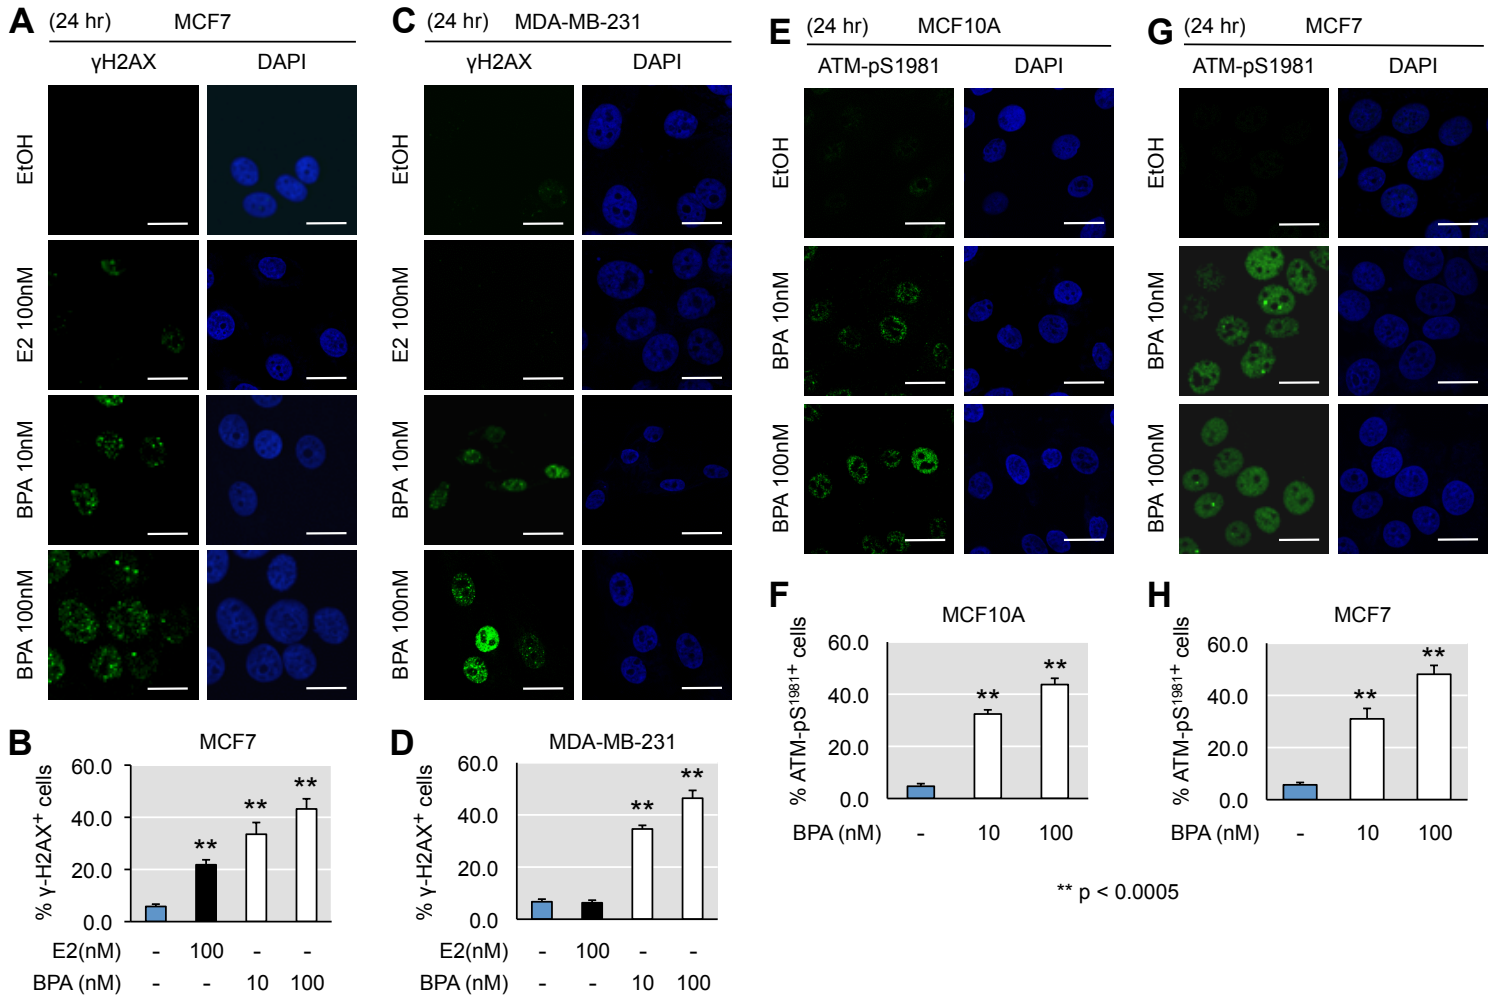 A (24 hr) MCF7
γH2AX DAPI
EtOH
E2 100nM
BPA 10nM
BPA 100nM
B MCF7
% γ-H2AX+ cells
60.0
40.0
20.0
0.0
** ** **
E2(nM) - 100 - -
BPA (nM) - - 10 100
C (24 hr) MDA-MB-231
γH2AX DAPI
EtOH
E2 100nM
BPA 10nM
BPA 100nM
D MDA-MB-231
% γ-H2AX+ cells
60.0
40.0
20.0
0.0
** **
E2(nM) - 100 - -
BPA (nM) - - 10 100
E (24 hr) MCF10A
ATM-pS1981 DAPI
EtOH
BPA 10nM
BPA 100nM
F MCF10A
% ATM-pS1981+ cells
60.0
40.0
20.0
0.0
** **
BPA (nM) - 10 100
G (24 hr) MCF7
ATM-pS1981 DAPI
EtOH
BPA 10nM
BPA 100nM
H MCF7
% ATM-pS1981+ cells
60.0
40.0
20.0
0.0
** **
BPA (nM) - 10 100
** p < 0.0005